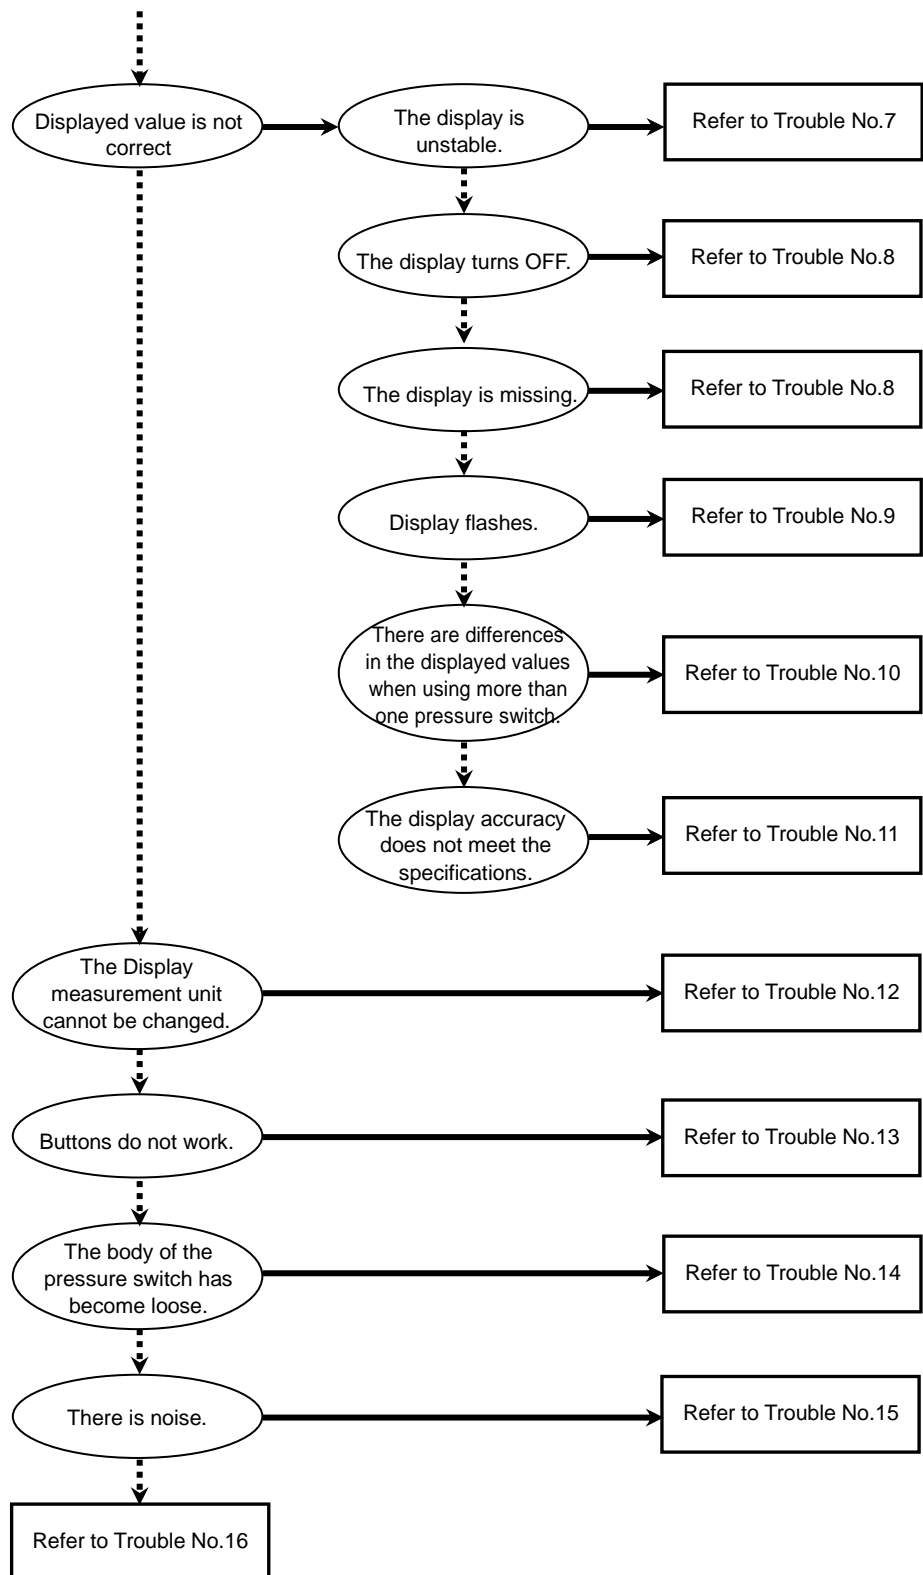 Displayed value is not
correct
The display is
unstable.
Refer to Trouble No.7
The display turns OFF.
Refer to Trouble No.8
The display is missing.
Refer to Trouble No.8
Display flashes.
Refer to Trouble No.9
There are differences
in the displayed values
when using more than
one pressure switch.
Refer to Trouble No.10
The display accuracy
does not meet the
specifications.
Refer to Trouble No.11
The Display
measurement unit
cannot be changed.
Refer to Trouble No.12
Buttons do not work.
Refer to Trouble No.13
The body of the
pressure switch has
become loose.
Refer to Trouble No.14
There is noise.
Refer to Trouble No.15
Refer to Trouble No.16